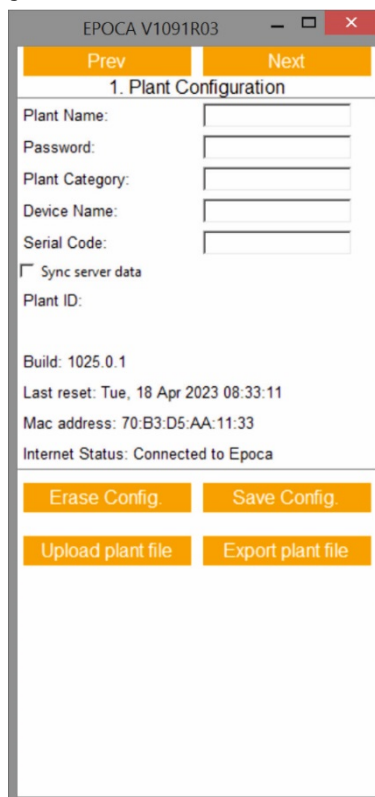 EPOCA V1091R03
Prev Next
1. Plant Configuration
Plant Name:
Password:
Plant Category:
Device Name:
Serial Code:
Sync server data
Plant ID:
Build: 1025.0.1
Last reset: Tue, 18 Apr 2023 08:33:11
Mac address: 70:B3:D5:AA:11:33
Internet Status: Connected to Epoca
Erase Config. Save Config.
Upload plant file Export plant file